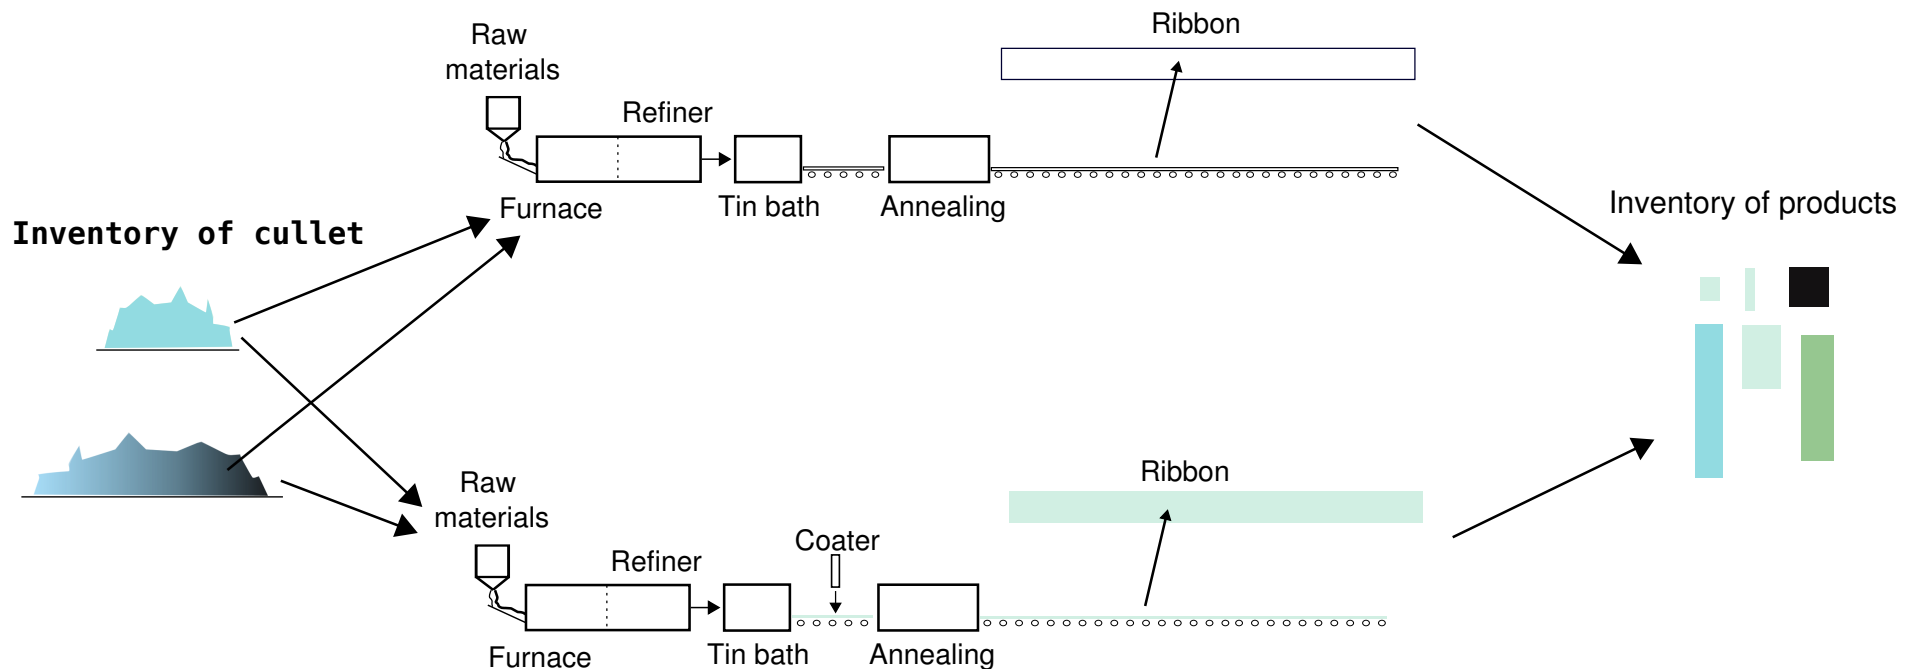 Ribbon
Raw
materials
Refiner
Furnace
Tin bath
Annealing
Inventory of products
Inventory of cullet
Ribbon
Raw
materials
Coater
Refiner
Furnace
Tin bath
Annealing